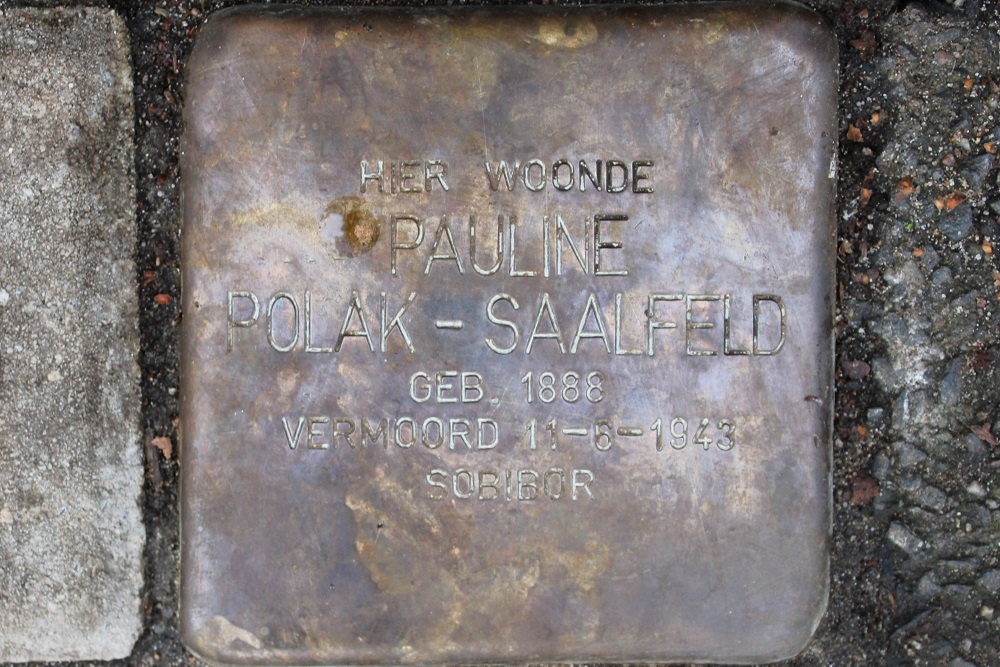 HIER WOONDE
PAULINE
POLAK - SAALFELD
GEB. 1888
VERMOORD 11-6-1943
SOBIBOR